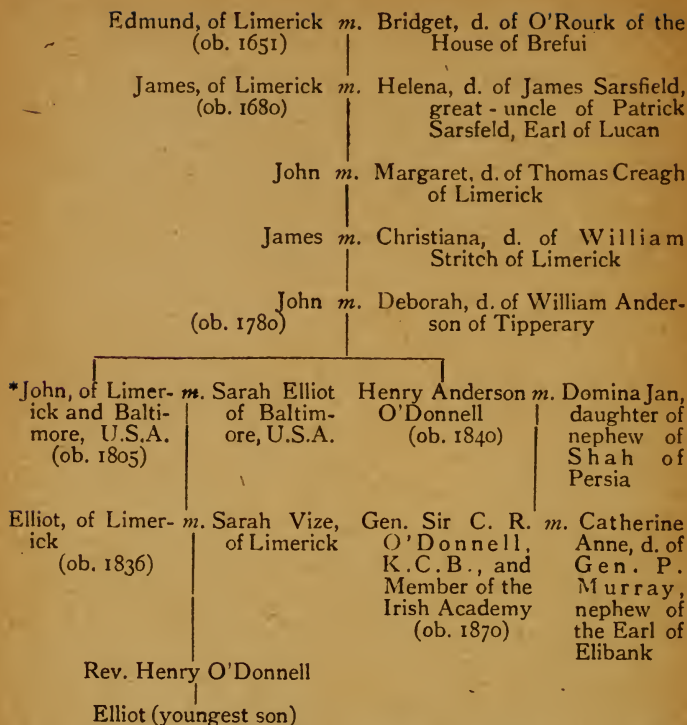 Edmund, of Limerick m. Bridget, d. of O'Rourk of the
(ob. 1651) House of Brefui
James, of Limerick m. Helena, d. of James Sarsfield,
(ob. 1680) great-uncle of Patrick
Sarsfeld, Earl of Lucan
John m. Margaret, d. of Thomas Creagh
of Limerick
James m. Christiana, d. of William
Stritch of Limerick
John m. Deborah, d. of William Ander-
(ob. 1780) son of Tipperary
*John, of Limer- m. Sarah Elliot
ick and Balti- of Baltim-
more, U.S.A. ore, U.S.A.
(ob. 1805)
Henry Anderson m. Domina Jan,
O'Donnell daughter of
(ob. 1840) nephew of
Shah of
Persia
Elliot, of Limer- m. Sarah Vize,
ick of Limerick
(ob. 1836)
Gen. Sir C. R. m. Catherine
O'Donnell, Anne, d. of
K.C.B., and Gen. P.
Member of the Murray,
Irish Academy nephew of
(ob. 1870) the Earl of
Elibank
Rev. Henry O'Donnell
Elliot (youngest son)